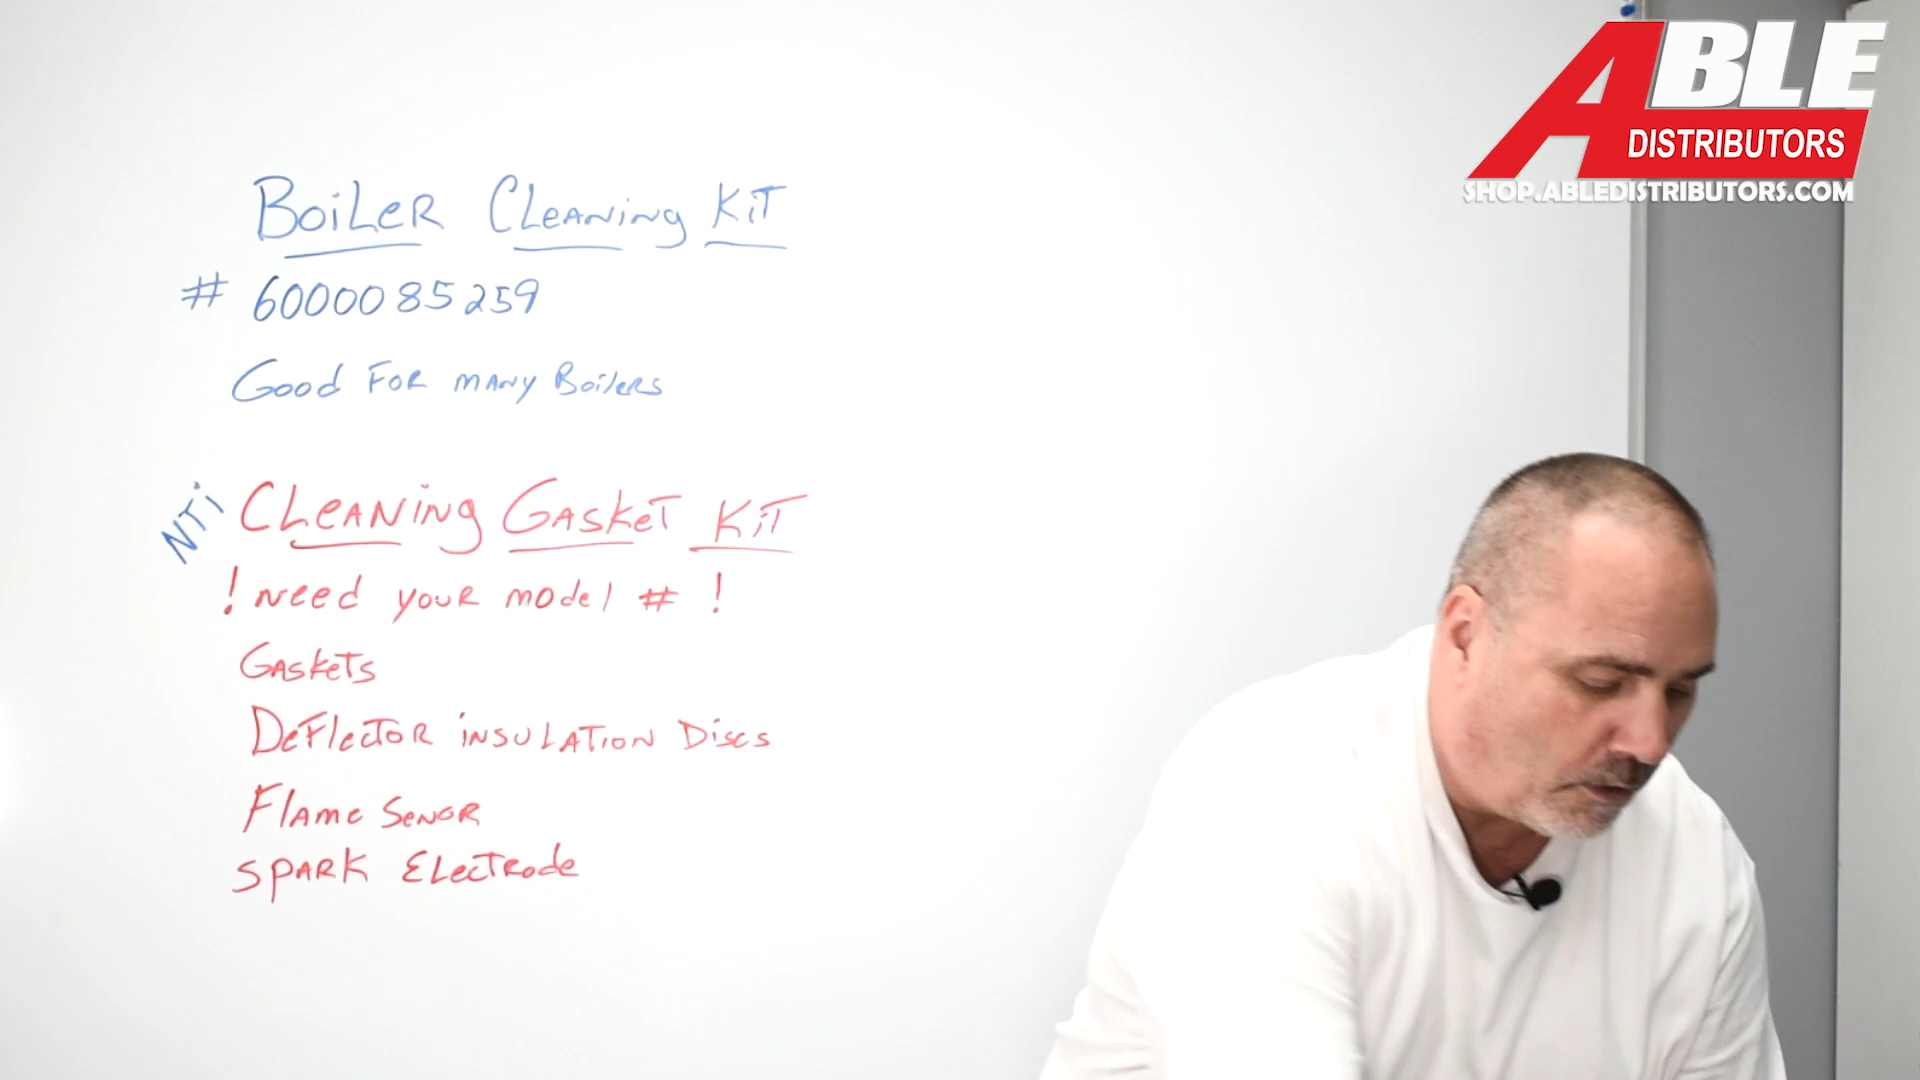 ABLE
DISTRIBUTORS
SHOP.ABLEDISTRIBUTORS.COM
BOILER CLEANING KIT
# 6000085259
GOOD FOR MANY BOILERS
NTi CLEANING GASKET KIT
! NEED YOUR MODEL # !
GASKETS
DEFLECTOR INSULATION DISCS
FLAME SENOR
SPARK ELECTRODE